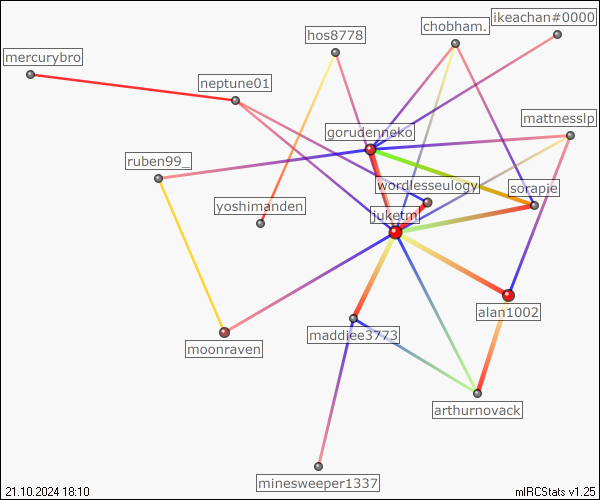 ikeachan#0000
chobham.
hos8778
mercurybro
neptune01
mattnesslp
gorudenneko
ruben99_
wordlesseulogy
sorapie
yoshimanden
juketm
alan1002
maddiee3773
moonraven
arthurnovack
minesweeper1337
21.10.2024 18:10
mIRCStats v1.25